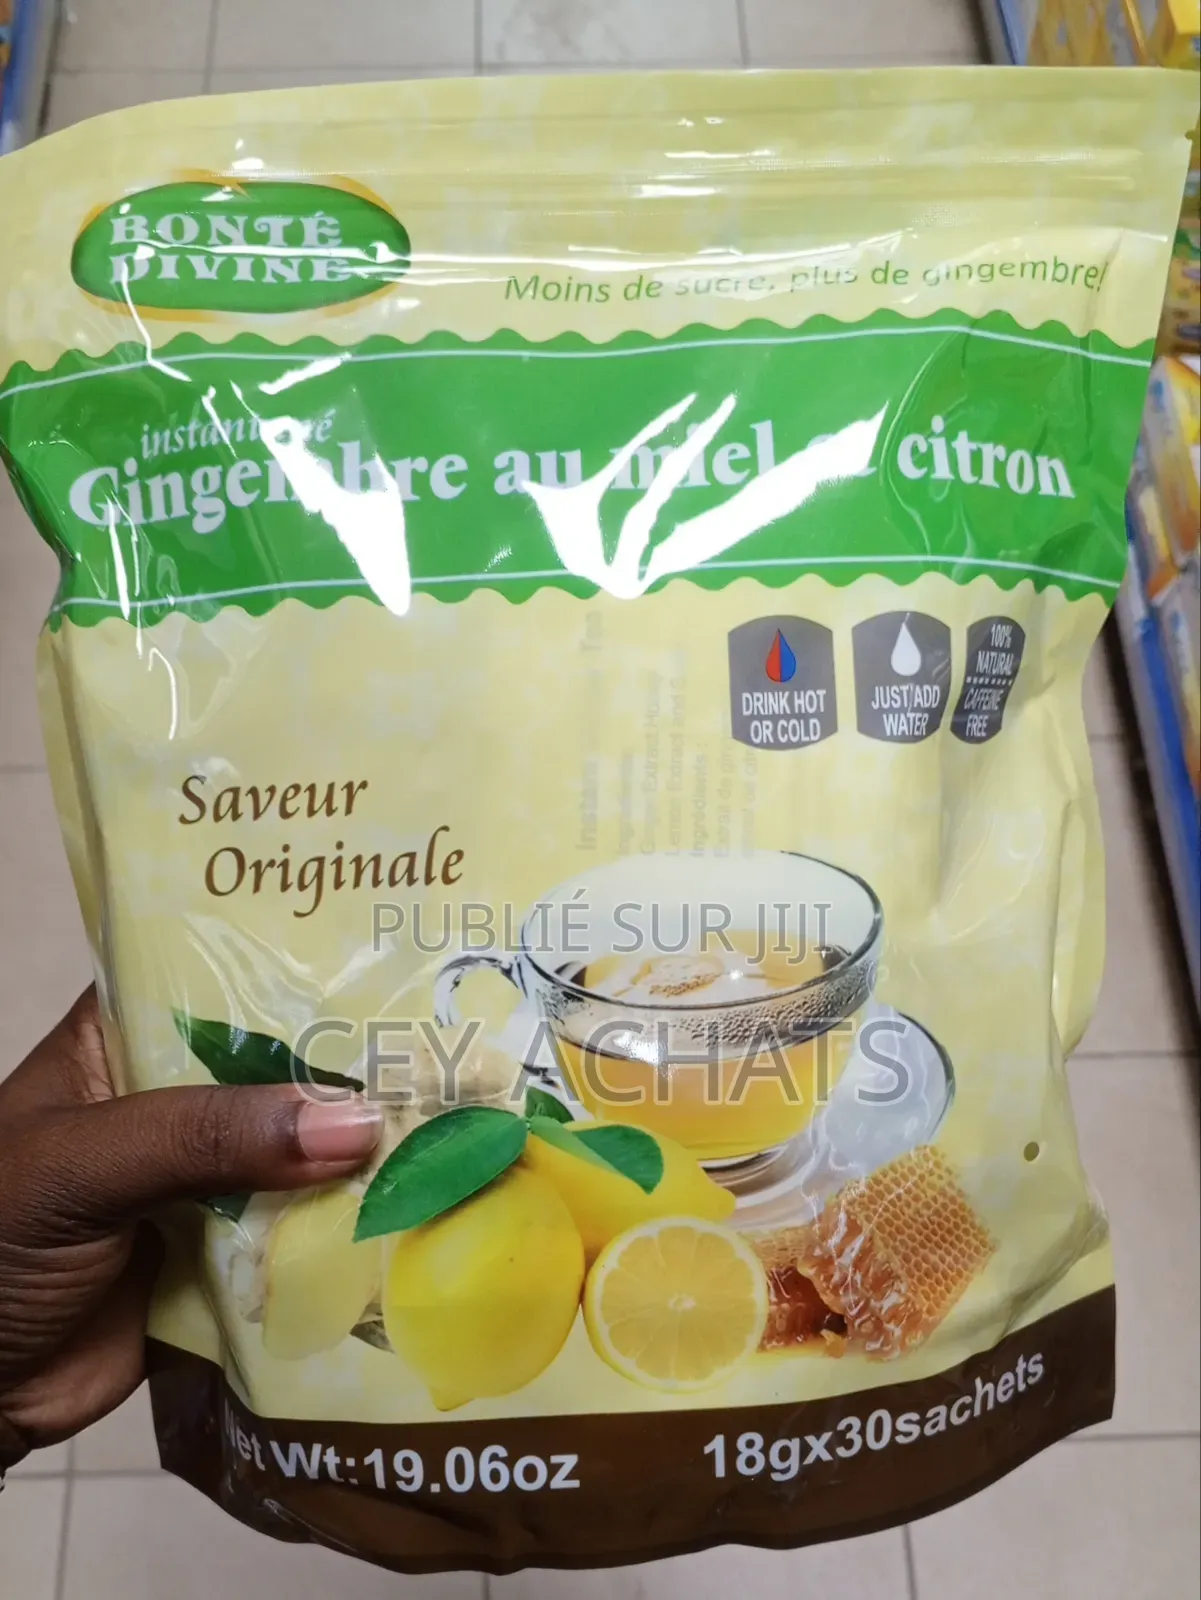 BONTÉ
DIVINE
Moins de sucre, plus de gingembre!
instantané
Gingembre au miel et citron
DRINK HOT
OR COLD
JUST ADD
WATER
100%
NATURAL
CAFFEINE
FREE
Saveur
Originale
PUBLIÉ SUR JIJI
CEY ACHATS
Net Wt:19.06oz
18gx30sachets